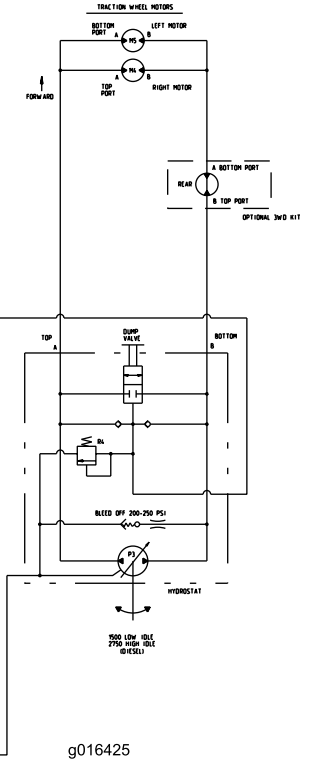 TRACTION WHEEL MOTORS
BOTTOM PORT
LEFT MOTOR
A
B
M5
A
B
M4
TOP PORT
RIGHT MOTOR
FORWARD
A BOTTOM PORT
REAR
B TOP PORT
OPTIONAL 3WD KIT
TOP
A
DUMP VALVE
BOTTOM
B
R4
BLEED OFF 200-250 PSI
P3
HYDROSTAT
1500 LOW IDLE
2750 HIGH IDLE
(DIESEL)
g016425